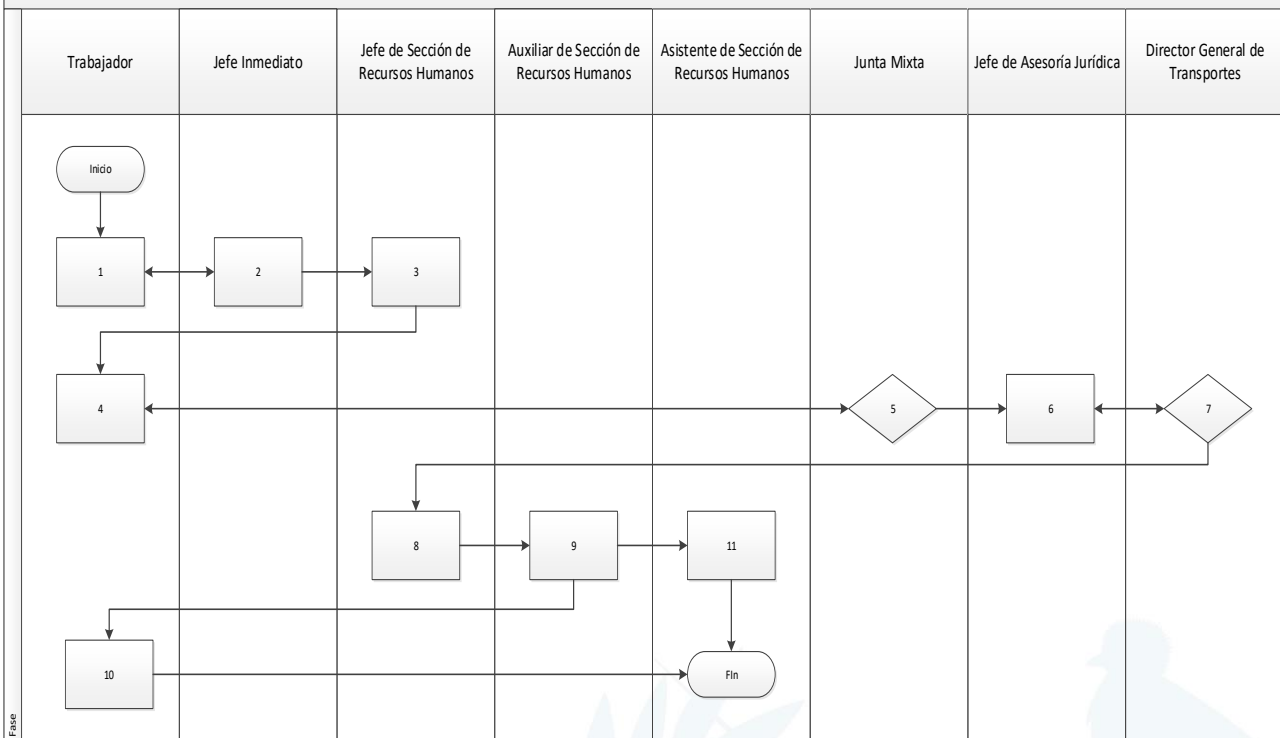 Trabajador
Jefe Inmediato
Jefe de Sección de
Recursos Humanos
Auxiliar de Sección de
Recursos Humanos
Asistente de Sección de
Recursos Humanos
Junta Mixta
Jefe de Asesoría Jurídica
Director General de
Transportes
Inicio
1
2
3
4
5
6
7
8
9
11
10
FIn
Fase